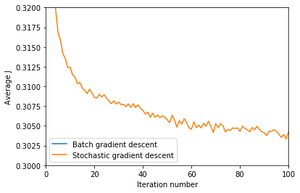 0.3200
0.3175
0.3150
0.3125
0.3100
0.3075
0.3050
0.3025
0.3000
Average J
Batch gradient descent
Stochastic gradient descent
0 20 40 60 80 100
Iteration number